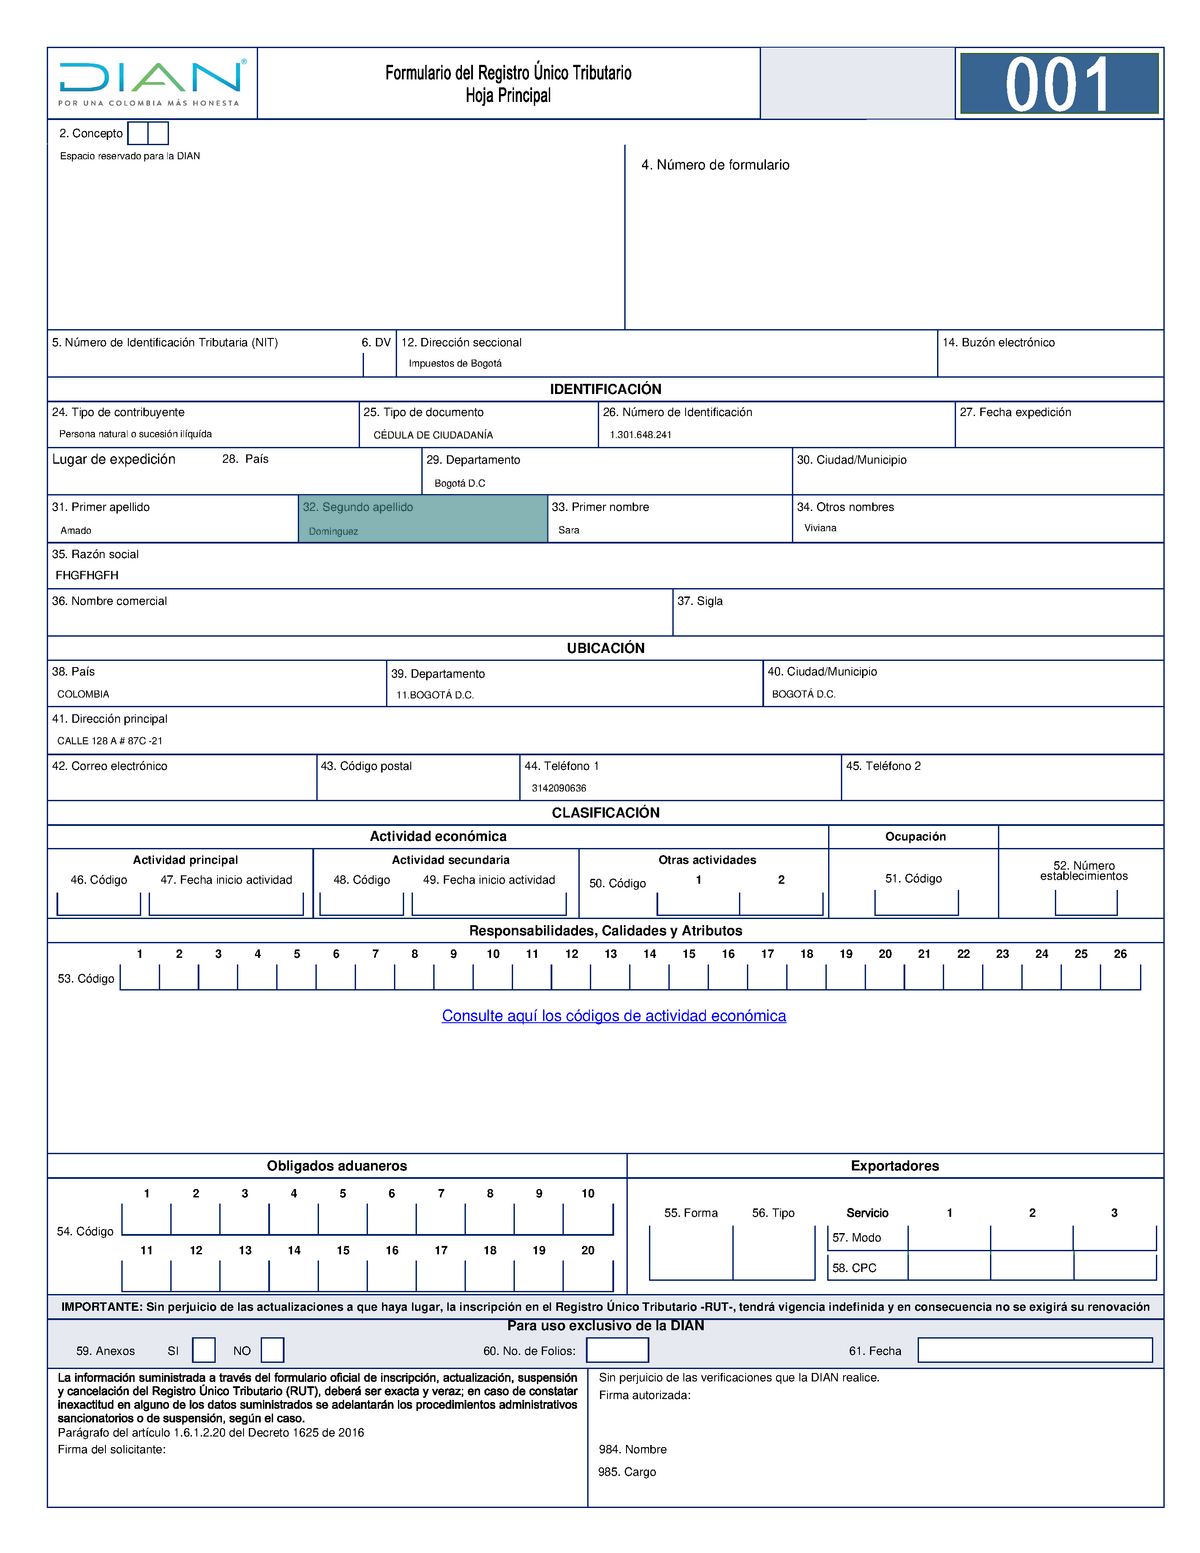 DIAN®
POR UNA COLOMBIA MÁS HONESTA
Formulario del Registro Único Tributario
Hoja Principal
001
2. Concepto
Espacio reservado para la DIAN
4. Número de formulario
5. Número de Identificación Tributaria (NIT) 6. DV 12. Dirección seccional 14. Buzón electrónico
Impuestos de Bogotá
IDENTIFICACIÓN
24. Tipo de contribuyente 25. Tipo de documento 26. Número de Identificación 27. Fecha expedición
Persona natural o sucesión ilíquída CÉDULA DE CIUDADANÍA 1.301.648.241
Lugar de expedición 28. País 29. Departamento 30. Ciudad/Municipio
Bogotá D.C
31. Primer apellido 32. Segundo apellido 33. Primer nombre 34. Otros nombres
Amado Dominguez Sara Viviana
35. Razón social
FHGFHGFH
36. Nombre comercial 37. Sigla
UBICACIÓN
38. País 39. Departamento 40. Ciudad/Municipio
COLOMBIA 11.BOGOTÁ D.C. BOGOTÁ D.C.
41. Dirección principal
CALLE 128 A # 87C -21
42. Correo electrónico 43. Código postal 44. Teléfono 1 45. Teléfono 2
3142090636
CLASIFICACIÓN
Actividad económica Ocupación
Actividad principal Actividad secundaria Otras actividades 52. Número
establecimientos
46. Código 47. Fecha inicio actividad 48. Código 49. Fecha inicio actividad 50. Código 1 2 51. Código
Responsabilidades, Calidades y Atributos
1 2 3 4 5 6 7 8 9 10 11 12 13 14 15 16 17 18 19 20 21 22 23 24 25 26
53. Código
Consulte aquí los códigos de actividad económica
Obligados aduaneros Exportadores
1 2 3 4 5 6 7 8 9 10
55. Forma 56. Tipo Servicio 1 2 3
54. Código
57. Modo
11 12 13 14 15 16 17 18 19 20
58. CPC
IMPORTANTE: Sin perjuicio de las actualizaciones a que haya lugar, la inscripción en el Registro Único Tributario -RUT-, tendrá vigencia indefinida y en consecuencia no se exigirá su renovación
Para uso exclusivo de la DIAN
59. Anexos SI NO 60. No. de Folios: 61. Fecha
La información suministrada a través del formulario oficial de inscripción, actualización, suspensión
y cancelación del Registro Único Tributario (RUT), deberá ser exacta y veraz; en caso de constatar
inexactitud en alguno de los datos suministrados se adelantarán los procedimientos administrativos
sancionatorios o de suspensión, según el caso.
Parágrafo del artículo 1.6.1.2.20 del Decreto 1625 de 2016
Firma del solicitante:
Sin perjuicio de las verificaciones que la DIAN realice.
Firma autorizada:
984. Nombre
985. Cargo